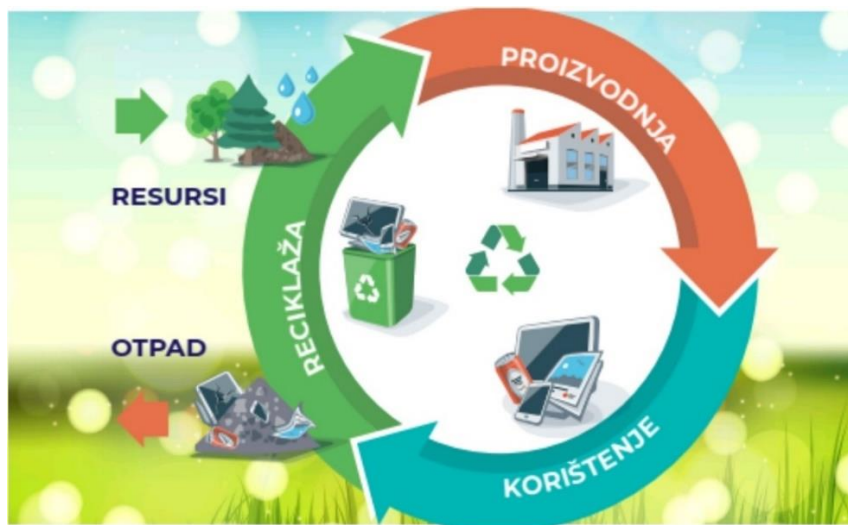 PROIZVODNJA
RESURSI
RECIKLAŽA
OTPAD
KORIŠTENJE